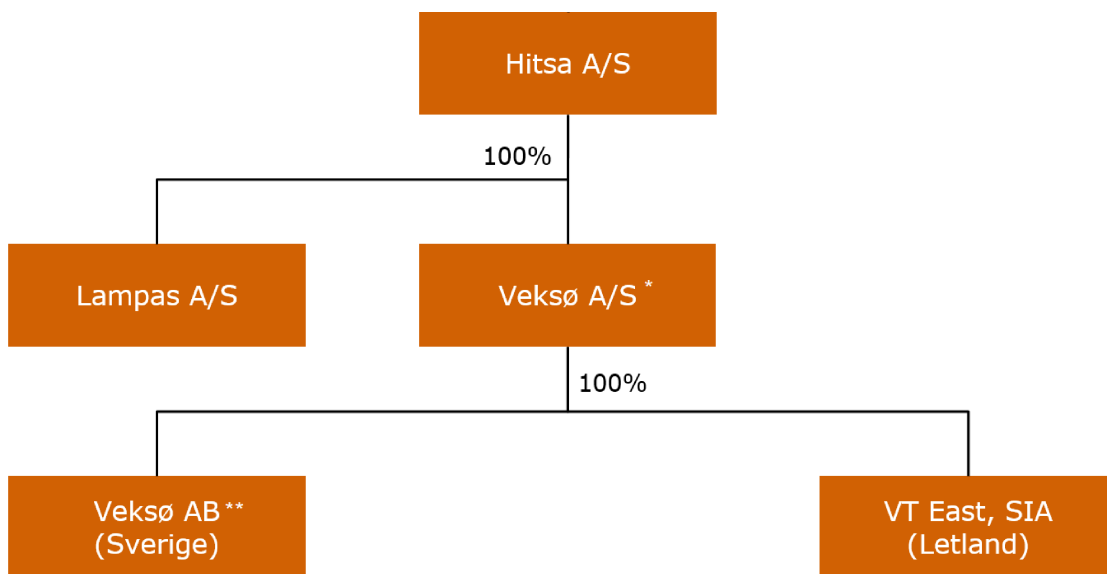 Hitsa A/S
100%
Lampas A/S
Veksø A/S *
100%
Veksø AB **
(Sverige)
VT East, SIA
(Letland)